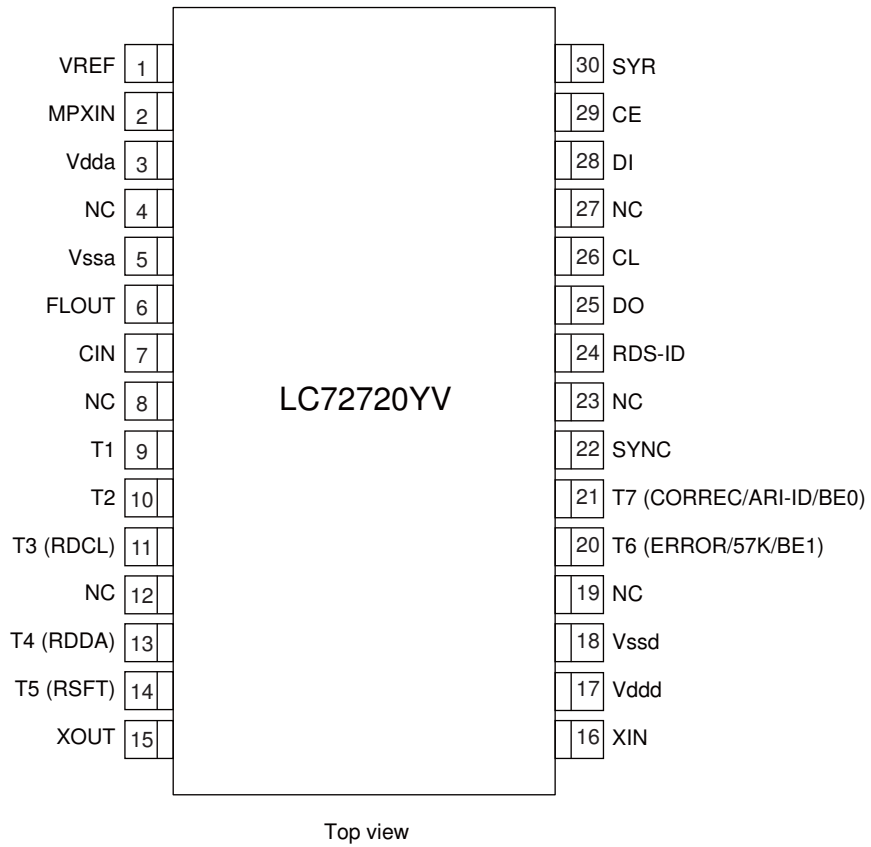 VREF 1 30 SYR
MPXIN 2 29 CE
Vdda 3 28 DI
NC 4 27 NC
Vssa 5 26 CL
FLOUT 6 25 DO
CIN 7 24 RDS-ID
LC72720YV
NC 8 23 NC
T1 9 22 SYNC
T2 10 21 T7 (CORREC/ARI-ID/BE0)
T3 (RDCL) 11 20 T6 (ERROR/57K/BE1)
NC 12 19 NC
T4 (RDDA) 13 18 Vssd
T5 (RSFT) 14 17 Vddd
XOUT 15 16 XIN
Top view